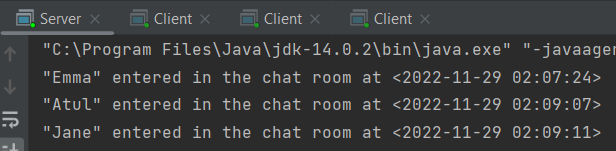 Server Client Client Client
"C:\Program Files\Java\jdk-14.0.2\bin\java.exe" "-javaagen
"Emma" entered in the chat room at <2022-11-29 02:07:24>
"Atul" entered in the chat room at <2022-11-29 02:09:07>
"Jane" entered in the chat room at <2022-11-29 02:09:11>